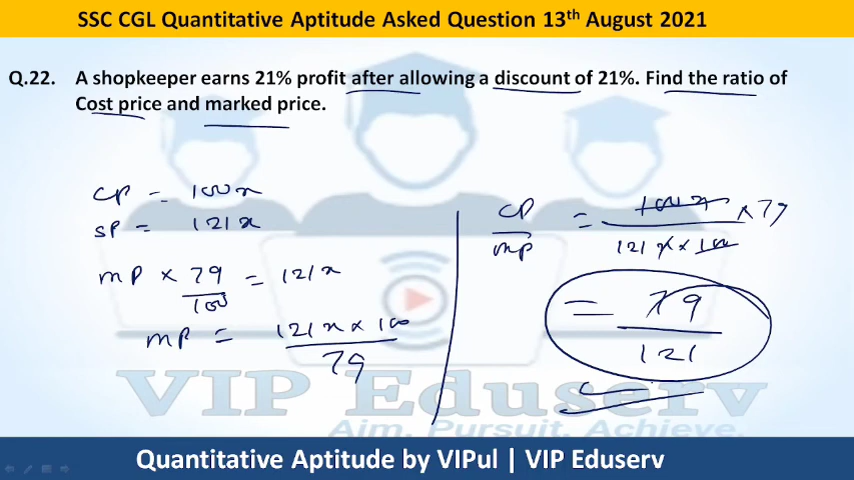 SSC CGL Quantitative Aptitude Asked Question 13th August 2021
Q.22. A shopkeeper earns 21% profit after allowing a discount of 21%. Find the ratio of
Cost price and marked price.
CP = 100x
SP = 121x
MP × 79/100 = 121x
MP = 121x × 100/79
CP/MP = 100x/121x × 100 × 79
= 79/121
VIP Eduserv
Aim. Pursuit. Achieve.
Quantitative Aptitude by VIPul | VIP Eduserv